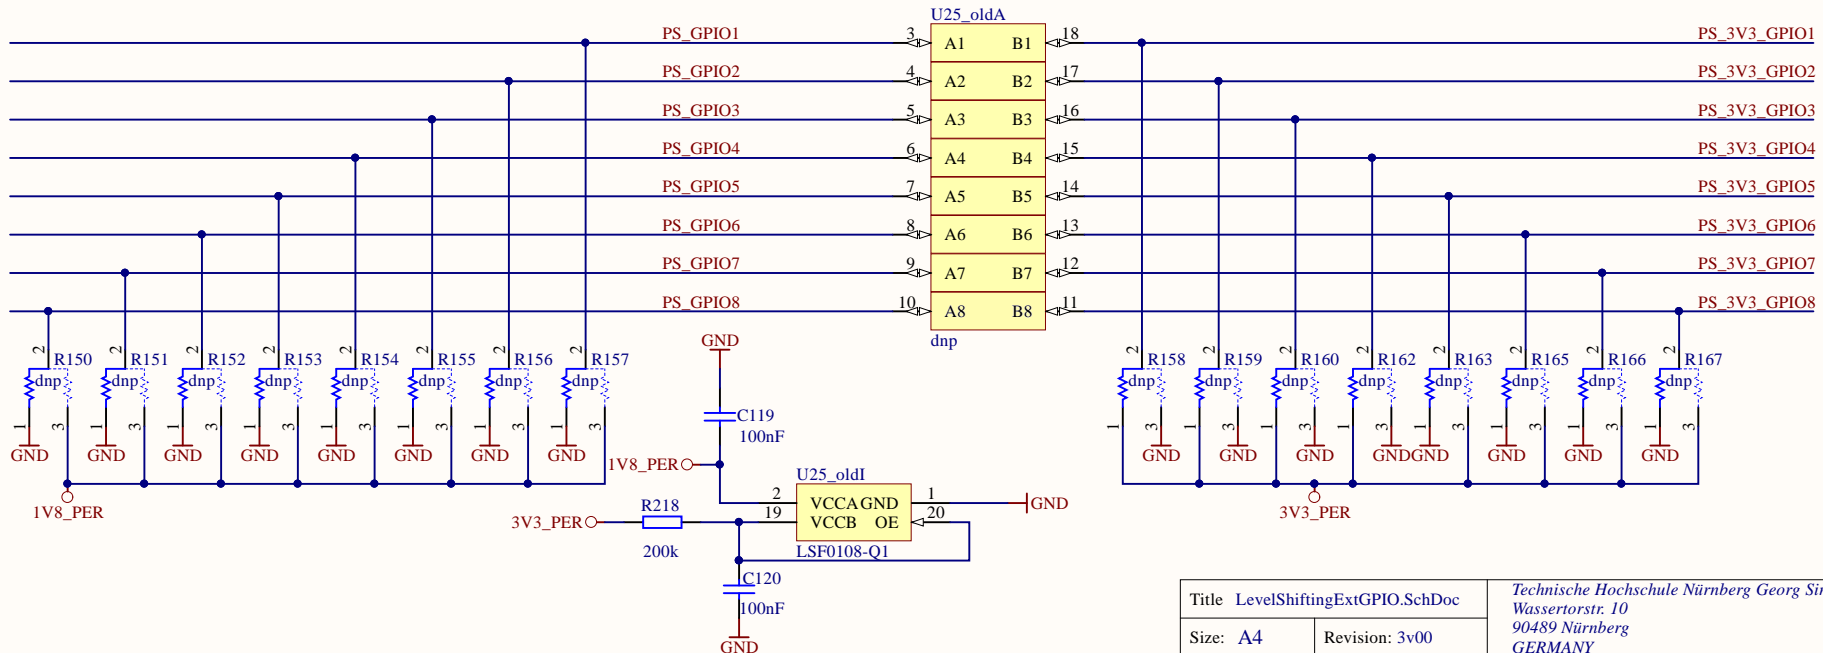 U25_oldA
PS_GPIO1 3 A1 B1 18 PS_3V3_GPIO1
PS_GPIO2 4 A2 B2 17 PS_3V3_GPIO2
PS_GPIO3 5 A3 B3 16 PS_3V3_GPIO3
PS_GPIO4 6 A4 B4 15 PS_3V3_GPIO4
PS_GPIO5 7 A5 B5 14 PS_3V3_GPIO5
PS_GPIO6 8 A6 B6 13 PS_3V3_GPIO6
PS_GPIO7 9 A7 B7 12 PS_3V3_GPIO7
PS_GPIO8 10 A8 B8 11 PS_3V3_GPIO8
GND dnp
2 R150 2 R151 2 R152 2 R153 2 R154 2 R155 2 R156 2 R157 2 R158 2 R159 2 R160 2 R162 2 R163 2 R165 2 R166 2 R167
dnp dnp dnp dnp dnp dnp dnp dnp dnp dnp dnp dnp dnp dnp dnp dnp
C119
100nF
1 3 1 3 1 3 1 3 1 3 1 3 1 3 1 3 1 3 1 3 1 3 1 3 1 3 1 3 1 3 1 3
GND GND GND GND GND GND GND GND GND GND GND GND GND GND GND GND
1V8_PER
U25_oldI
1V8_PER
2 VCCA GND 1 GND
3V3_PER R218 19 VCCB OE 20
3V3_PER
200k LSF0108-Q1
C120
100nF
GND
Title LevelShiftingExtGPIO.SchDoc
Size: A4 Revision: 3v00
Technische Hochschule Nürnberg Georg
Wassertorstr. 10
90489 Nürnberg
GERMANY